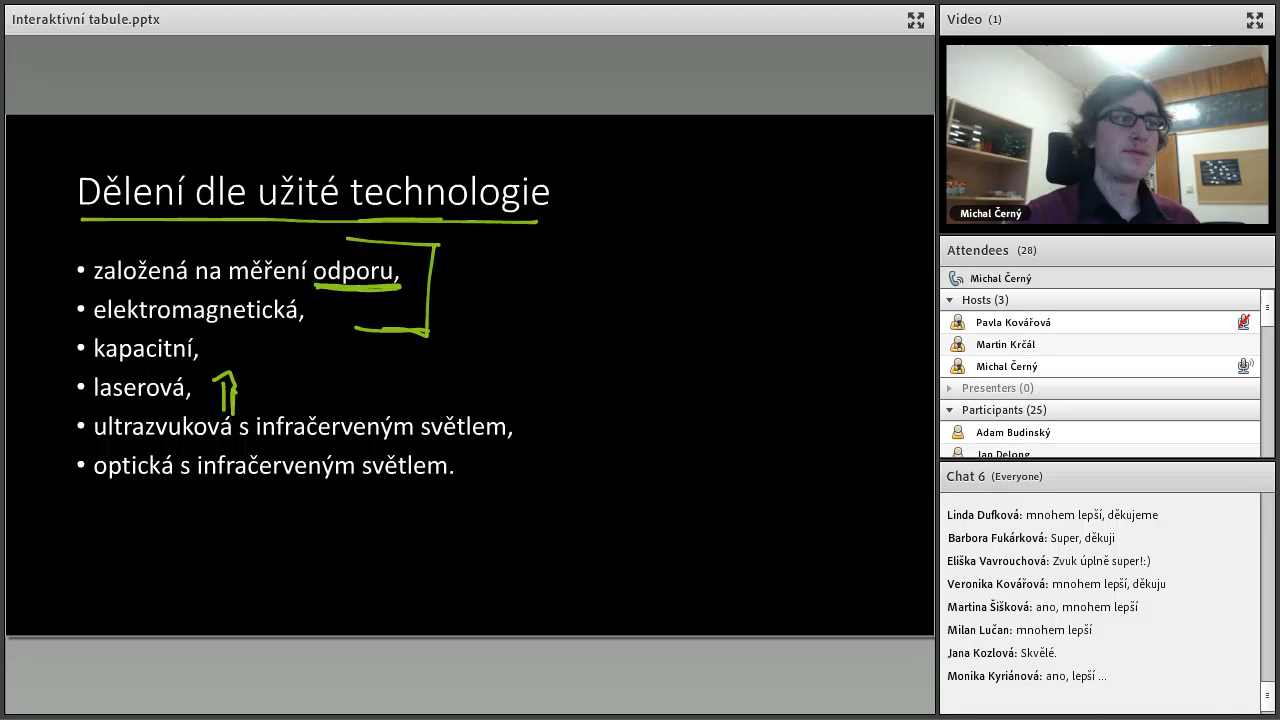 Interaktivní tabule.pptx
Dělení dle užité technologie
• založená na měření odporu,
• elektromagnetická,
• kapacitní,
• laserová,
• ultrazvuková s infračerveným světlem,
• optická s infračerveným světlem.
Video (1)
Michal Černý
Attendees (28)
Michal Černý
Hosts (3)
Pavla Kovářová
Martin Krčál
Michal Černý
Presenters (0)
Participants (25)
Adam Budinský
Jan Delong
Chat 6 (Everyone)
Linda Dufková: mnohem lepší, děkujeme
Barbora Fukárková: Super, děkuji
Eliška Vavrouchová: Zvuk úplně super!:)
Veronika Kovářová: mnohem lepší, děkuju
Martina Šišková: ano, mnohem lepší
Milan Lučan: mnohem lepší
Jana Kozlová: Skvělé.
Monika Kyriánová: ano, lepší ...